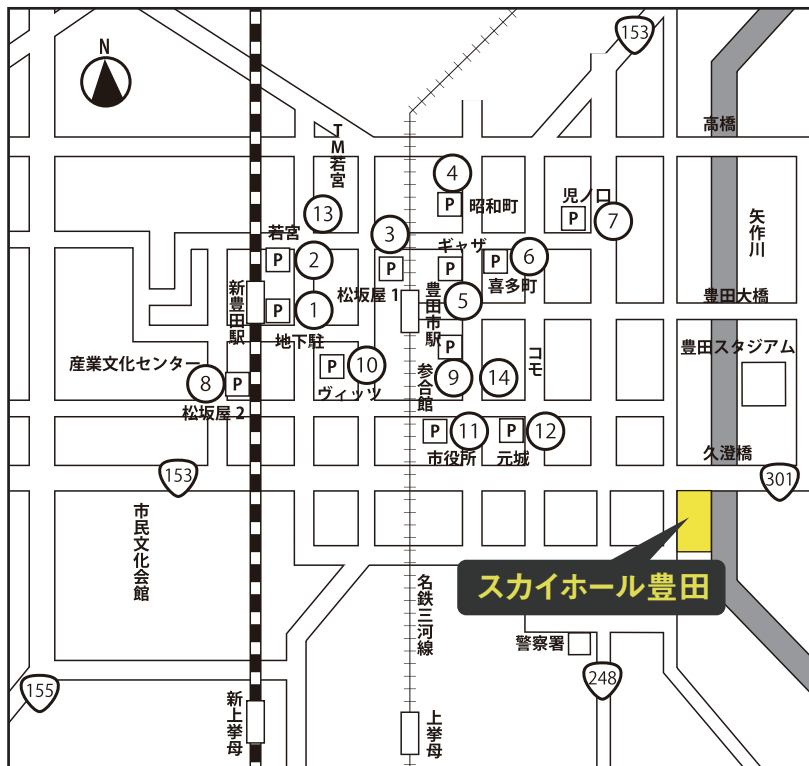 153
N
高橋
TM若宮
4
P
昭和町
児ノ口
P
7
矢作川
13
若宮
P
2
3
P
松坂屋 1
ギャザ
P
P
6
喜多町
新豊田駅
P
1
地下駐
豊田市駅
5
豊田大橋
産業文化センター
8
P
松坂屋 2
P
10
ヴィッツ
P
参合館
9
14
コモ
豊田スタジアム
P
11
市役所
P
12
元城
久澄橋
153
301
市民文化会館
名鉄三河線
スカイホール豊田
警察署
248
155
新上挙母
上挙母